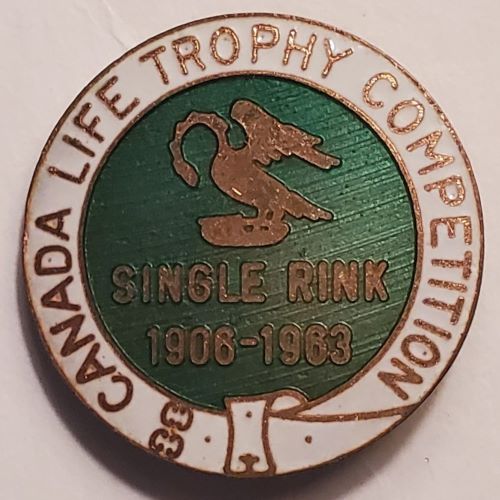 CANADA LIFE TROPHY COMPETITION
SINGLE RINK
1906-1963